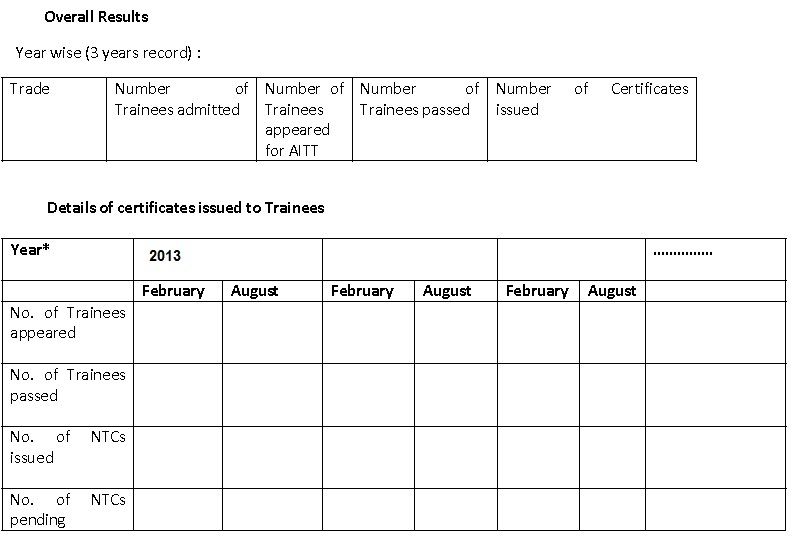 Overall Results
Year wise (3 years record) :
Trade
Number of
Trainees admitted
Number of
Trainees
appeared
for AITT
Number of
Trainees passed
Number of Certificates
issued
Details of certificates issued to Trainees
Year*
2013
...............
February August February August February August
No. of Trainees
appeared
No. of Trainees
passed
No. of NTCs
issued
No. of NTCs
pending